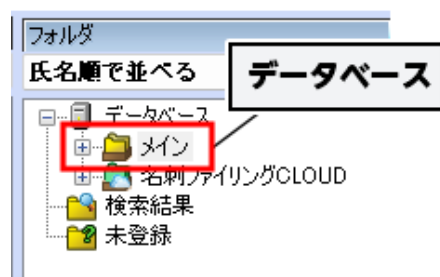 フォルダ
氏名順で並べる
データベース
データベース
メイン
名刺ファイリングCLOUD
検索結果
未登録